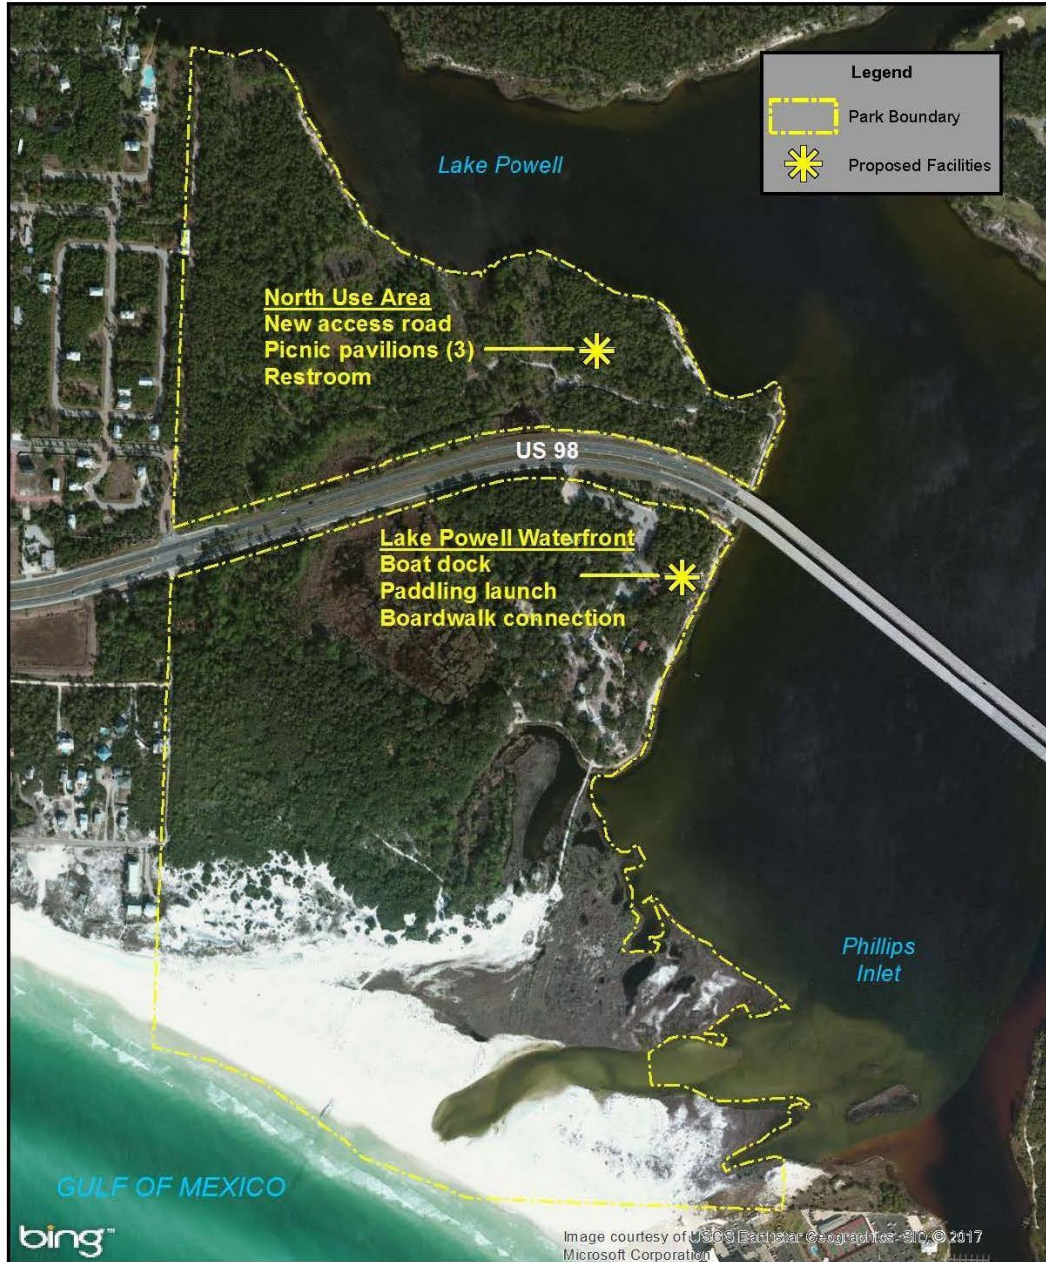 Legend
Park Boundary
Proposed Facilities
Lake Powell
North Use Area
New access road
Picnic pavilions (3)
Restroom
US 98
Lake Powell Waterfront
Boat dock
Paddling launch
Boardwalk connection
Phillips
Inlet
GULF OF MEXICO
bing™
Image courtesy of USGS Earthstar Geographics SIO © 2017
Microsoft Corporation